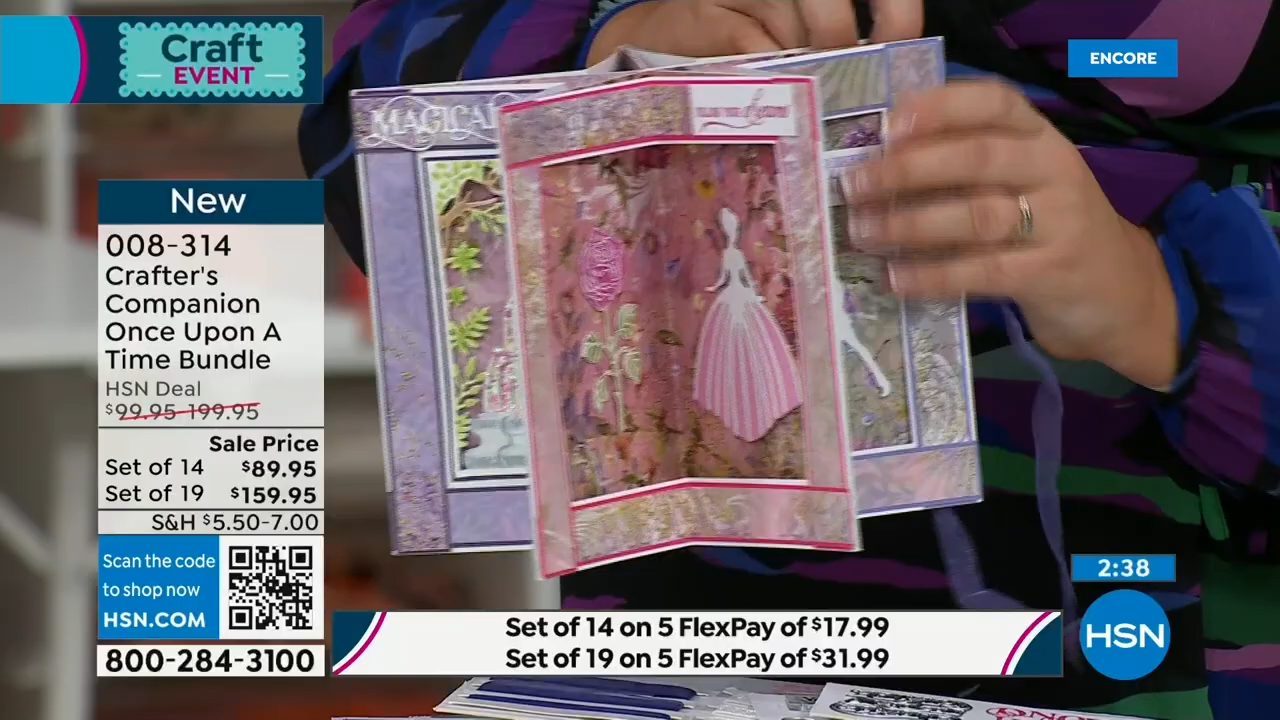 Craft
EVENT
ENCORE
MAGICAL
New
008-314
Crafter's
Companion
Once Upon A
Time Bundle
HSN Deal
$99.95-199.95
Sale Price
Set of 14 $89.95
Set of 19 $159.95
S&H $5.50-7.00
Scan the code
to shop now
HSN.COM
800-284-3100
Set of 14 on 5 FlexPay of $17.99
Set of 19 on 5 FlexPay of $31.99
2:38
HSN